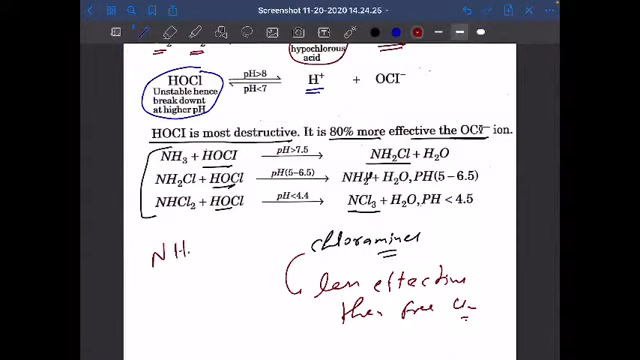 Screenshot 11-20-2020 14.24.25
hypochlorous
acid
HOCl pH>8 pH<7 H⁺ + OCl⁻
Unstable hence
break downt
at higher pH
HOCl is most destructive. It is 80% more effective the OCl⁻ ion.
NH₃ + HOCl pH>7.5 NH₂Cl + H₂O
NH₂Cl + HOCl pH(5−6.5) + H₂O, PH(5−6.5)
NHCl₂ + HOCl pH<4.4 NCl₃ + H₂O, PH < 4.5
chloramines
NH.
less effective
then free Cl₂